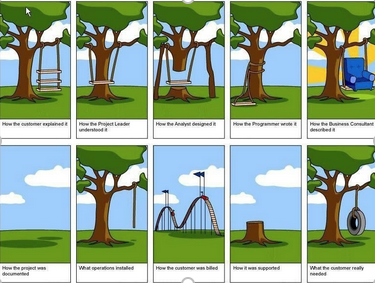 How the customer explained it
How the Project Leader
understood it
How the Analyst designed it
How the Programmer wrote it
How the Business Consultant
described it
How the project was
documented
What operations installed
How the customer was billed
How it was supported
What the customer really
needed